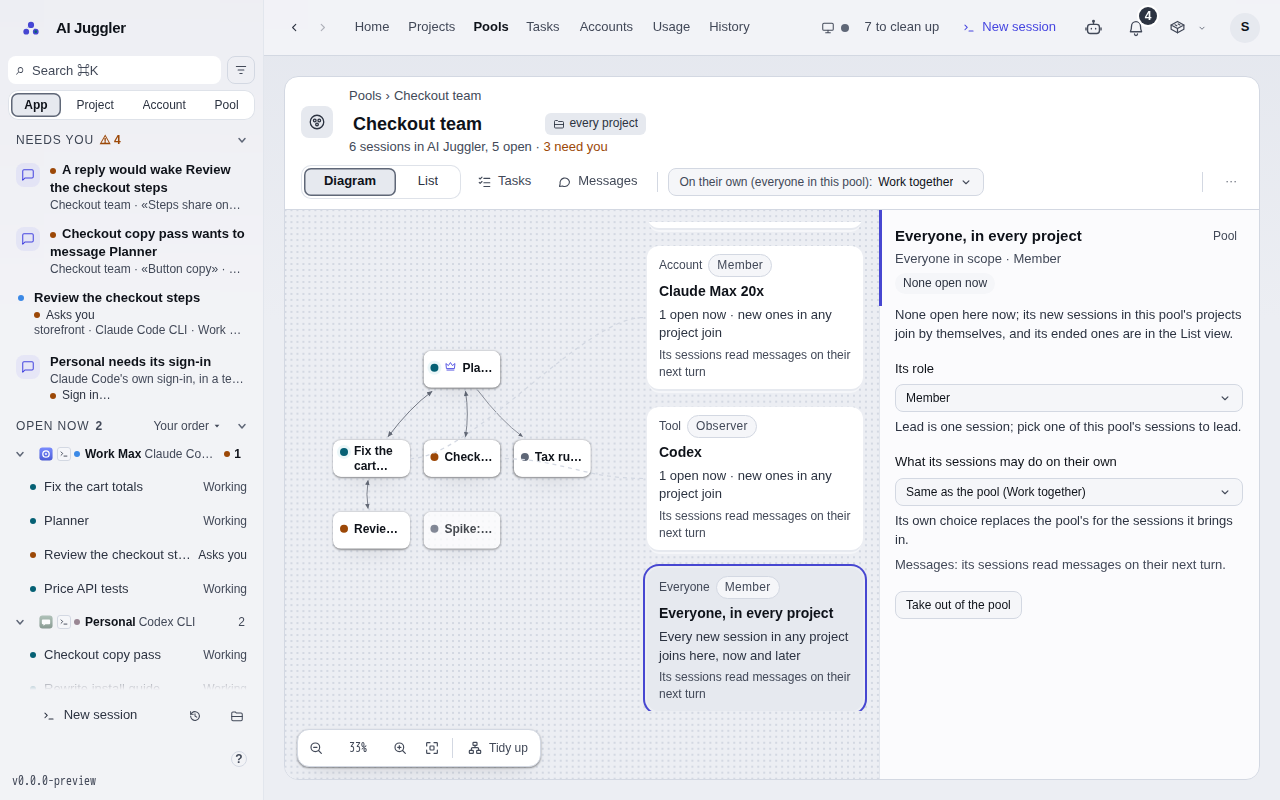 AI Juggler
Search ⌘K
App
Project
Account
Pool
NEEDS YOU
4
A reply would wake Review the checkout steps
Checkout team · «Steps share on…
Checkout copy pass wants to message Planner
Checkout team · «Button copy» · …
Review the checkout steps
Asks you
storefront · Claude Code CLI · Work …
Personal needs its sign-in
Claude Code's own sign-in, in a te…
Sign in…
OPEN NOW 2
Your order
Work Max Claude Co…
1
Fix the cart totals
Working
Planner
Working
Review the checkout st…
Asks you
Price API tests
Working
Personal Codex CLI
2
Checkout copy pass
Working
Rewrite install guide
Working
New session
?
v0.0.0-preview
Home
Projects
Pools
Tasks
Accounts
Usage
History
7 to clean up
New session
4
S
Pools › Checkout team
Checkout team
every project
6 sessions in AI Juggler, 5 open · 3 need you
Diagram
List
Tasks
Messages
On their own (everyone in this pool): Work together
Pla…
Fix the cart…
Check…
Tax ru…
Revie…
Spike:…
Account
Member
Claude Max 20x
1 open now · new ones in any project join
Its sessions read messages on their next turn
Tool
Observer
Codex
1 open now · new ones in any project join
Its sessions read messages on their next turn
Everyone
Member
Everyone, in every project
Every new session in any project joins here, now and later
Its sessions read messages on their next turn
33%
Tidy up
Everyone, in every project
Pool
Everyone in scope · Member
None open now
None open here now; its new sessions in this pool's projects join by themselves, and its ended ones are in the List view.
Its role
Member
Lead is one session; pick one of this pool's sessions to lead.
What its sessions may do on their own
Same as the pool (Work together)
Its own choice replaces the pool's for the sessions it brings in.
Messages: its sessions read messages on their next turn.
Take out of the pool